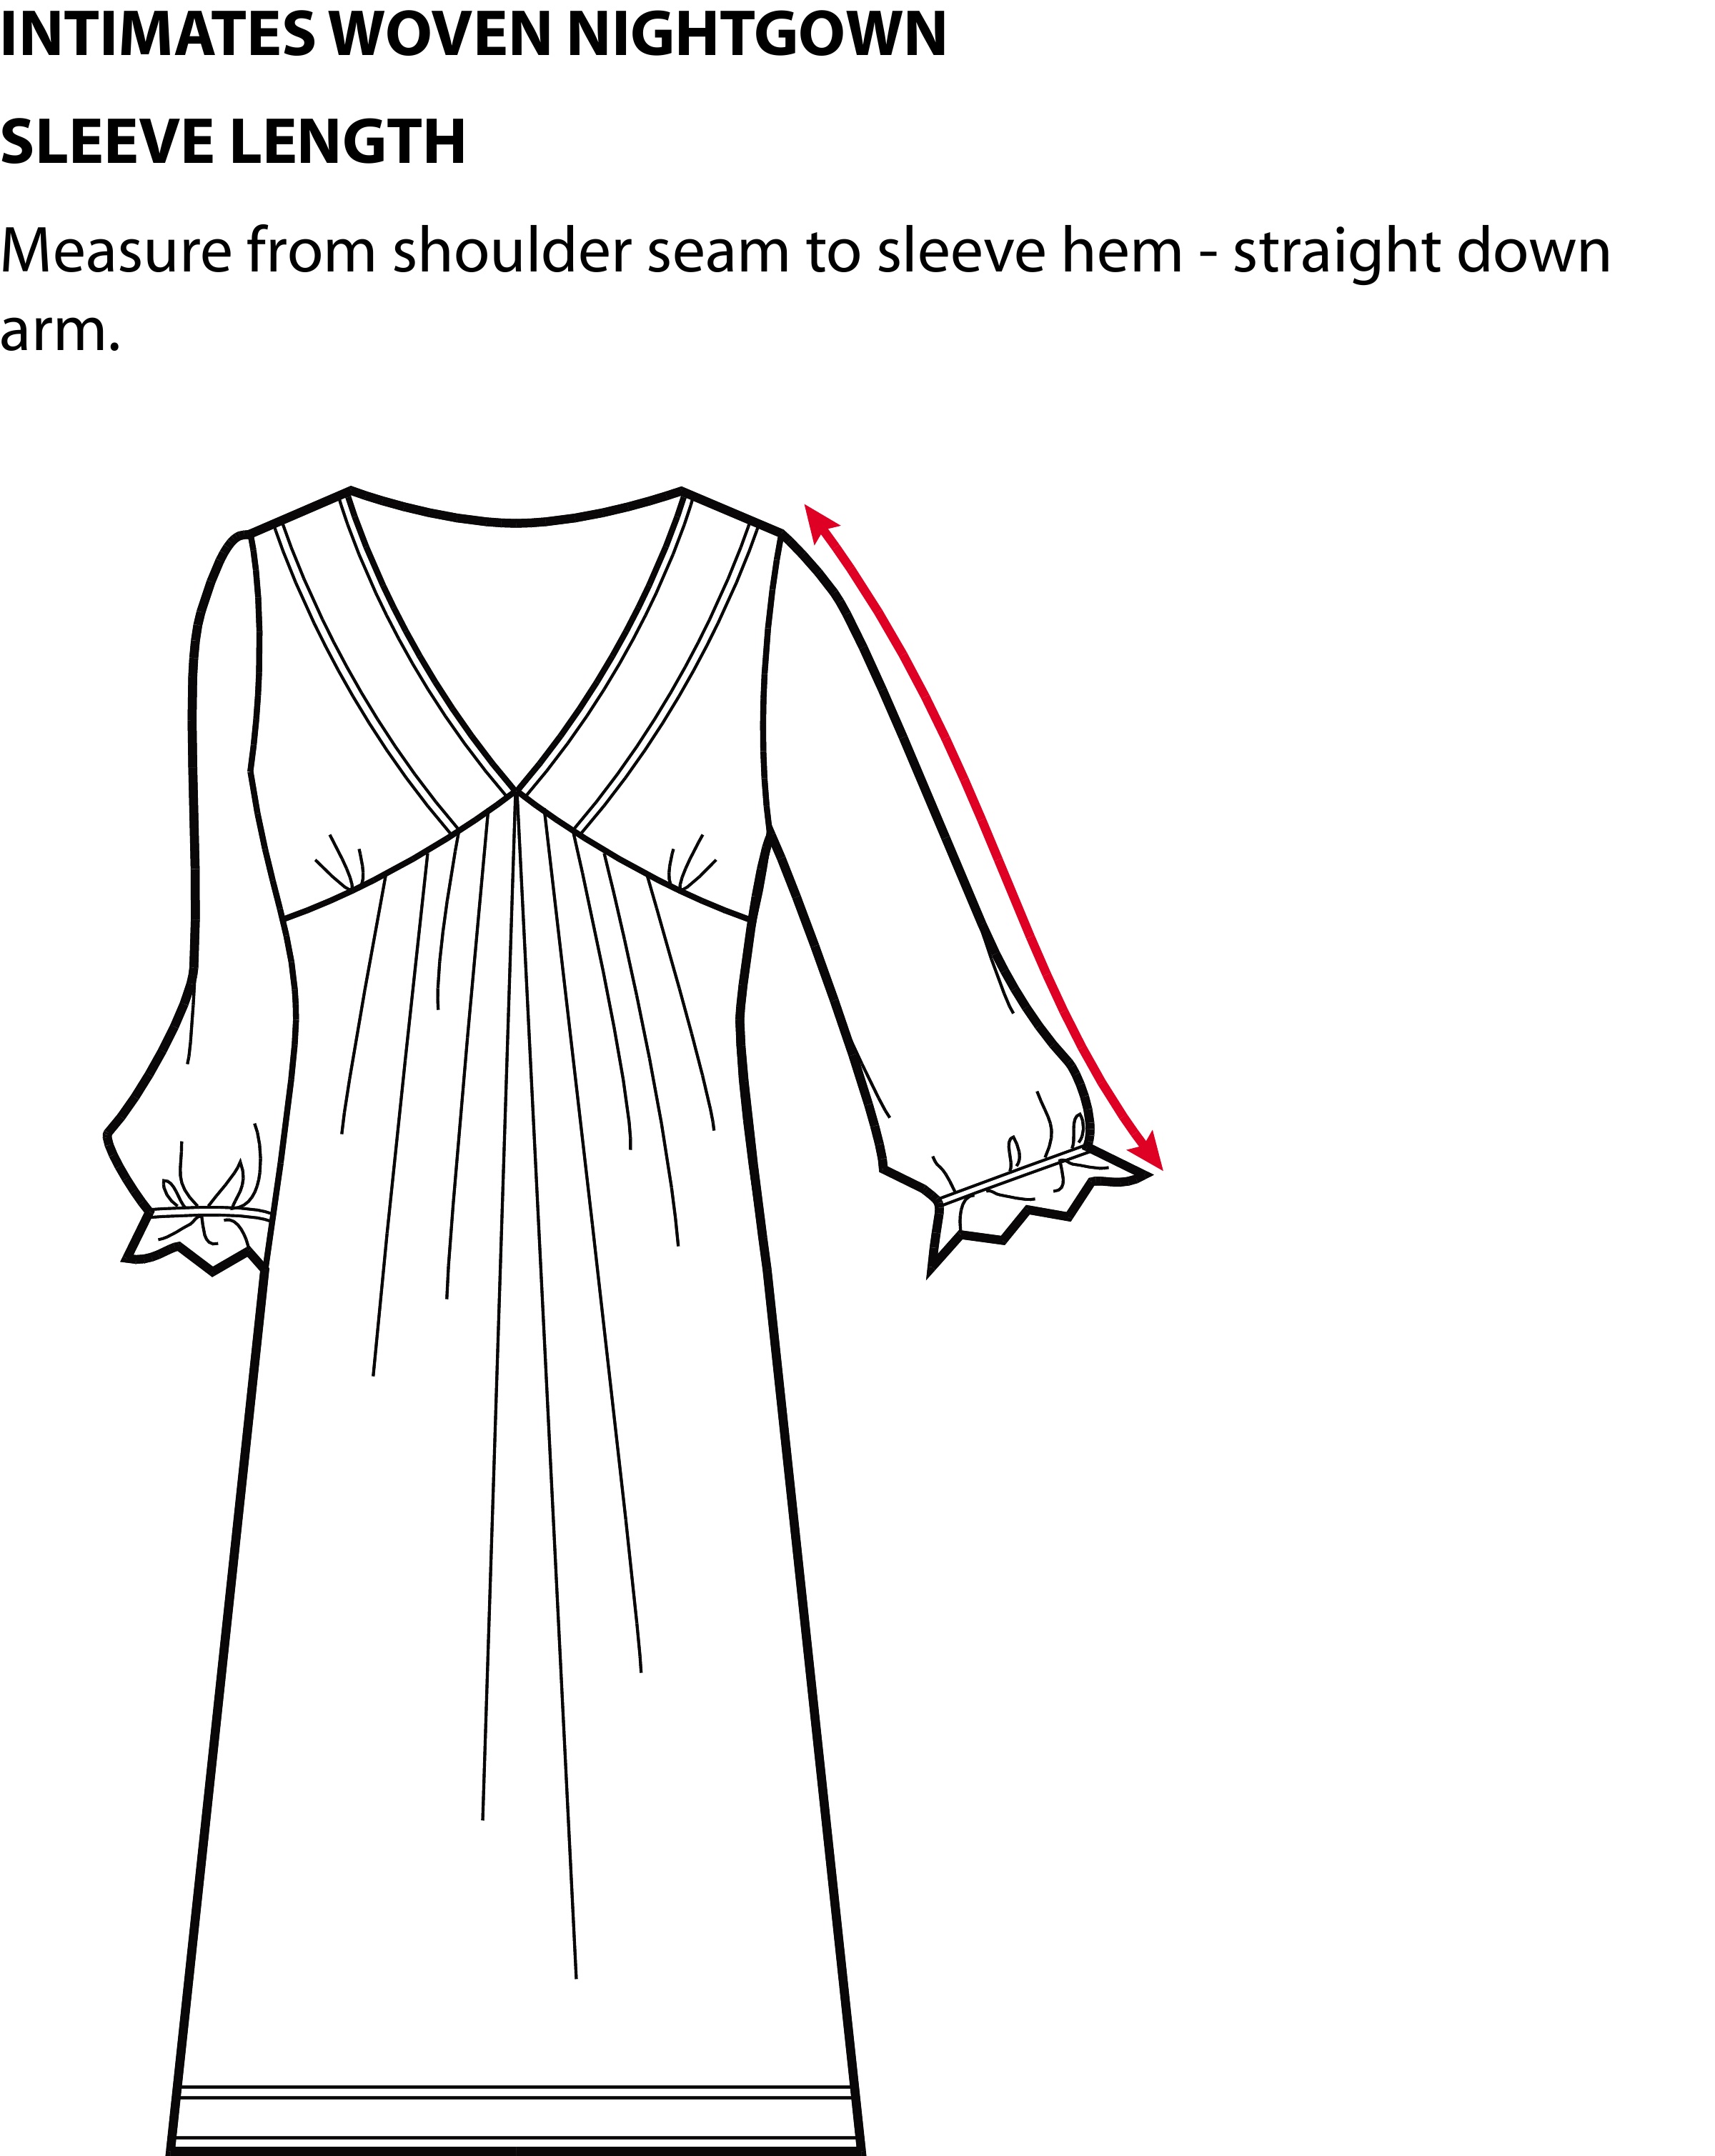 INTIMATES WOVEN NIGHTGOWN
SLEEVE LENGTH
Measure from shoulder seam to sleeve hem - straight down
arm.